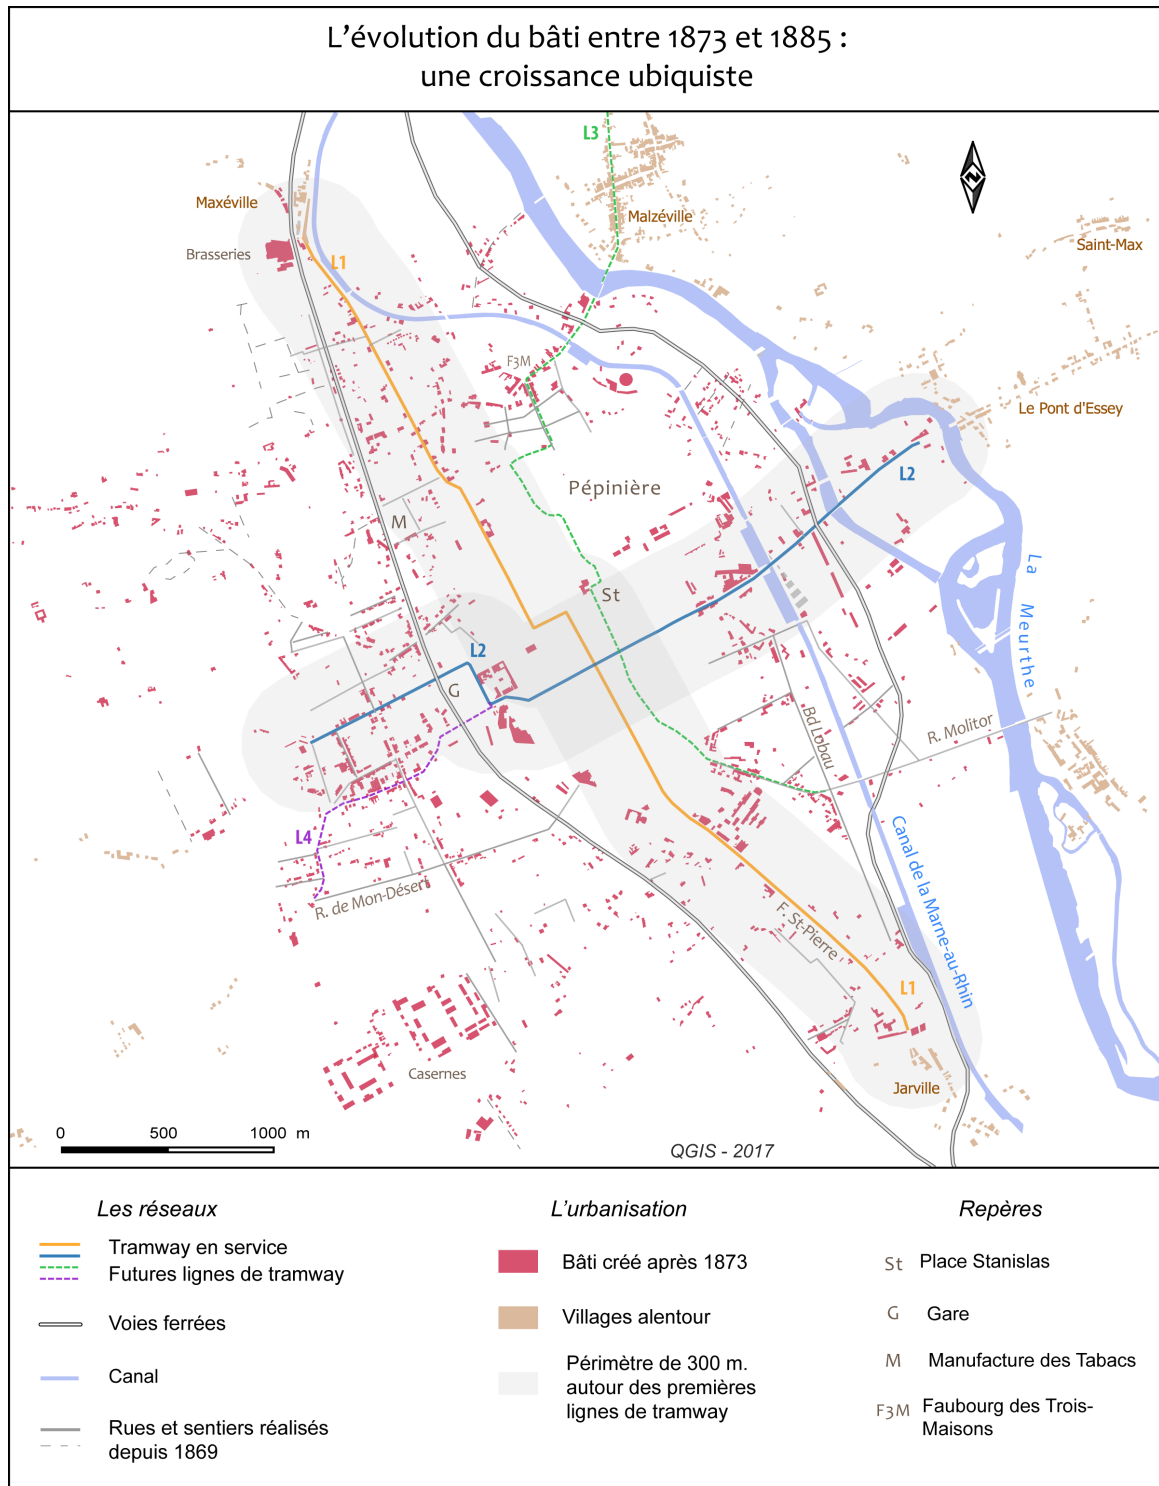 L’évolution du bâti entre 1873 et 1885 :
une croissance ubiquiste
L3
Maxéville
Malzéville
Saint-Max
Brasseries
L1
F3M
Le Pont d'Essey
L2
Pépinière
M
St
La Meurthe
L2
G
Bd Lobau
R. Molitor
L4
R. de Mon-Désert
Canal de la Marne-au-Rhin
F. St-Pierre
L1
Casernes
Jarville
0 500 1000 m
QGIS - 2017
Les réseaux
Tramway en service
Futures lignes de tramway
Voies ferrées
Canal
Rues et sentiers réalisés
depuis 1869
L’urbanisation
Bâti créé après 1873
Villages alentour
Périmètre de 300 m.
autour des premières
lignes de tramway
Repères
St Place Stanislas
G Gare
M Manufacture des Tabacs
F3M Faubourg des Trois-
Maisons